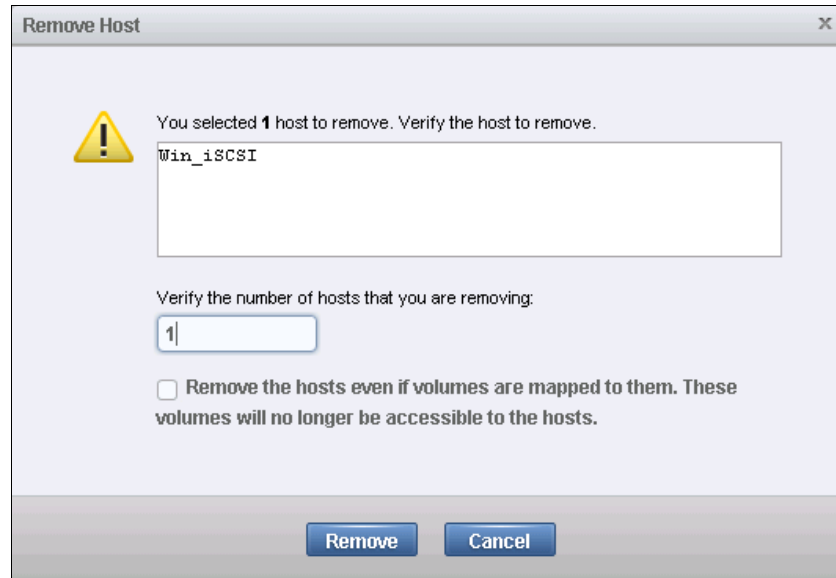 Remove Host
x
You selected 1 host to remove. Verify the host to remove.
Win_iSCSI
Verify the number of hosts that you are removing:
1
Remove the hosts even if volumes are mapped to them. These
volumes will no longer be accessible to the hosts.
Remove
Cancel